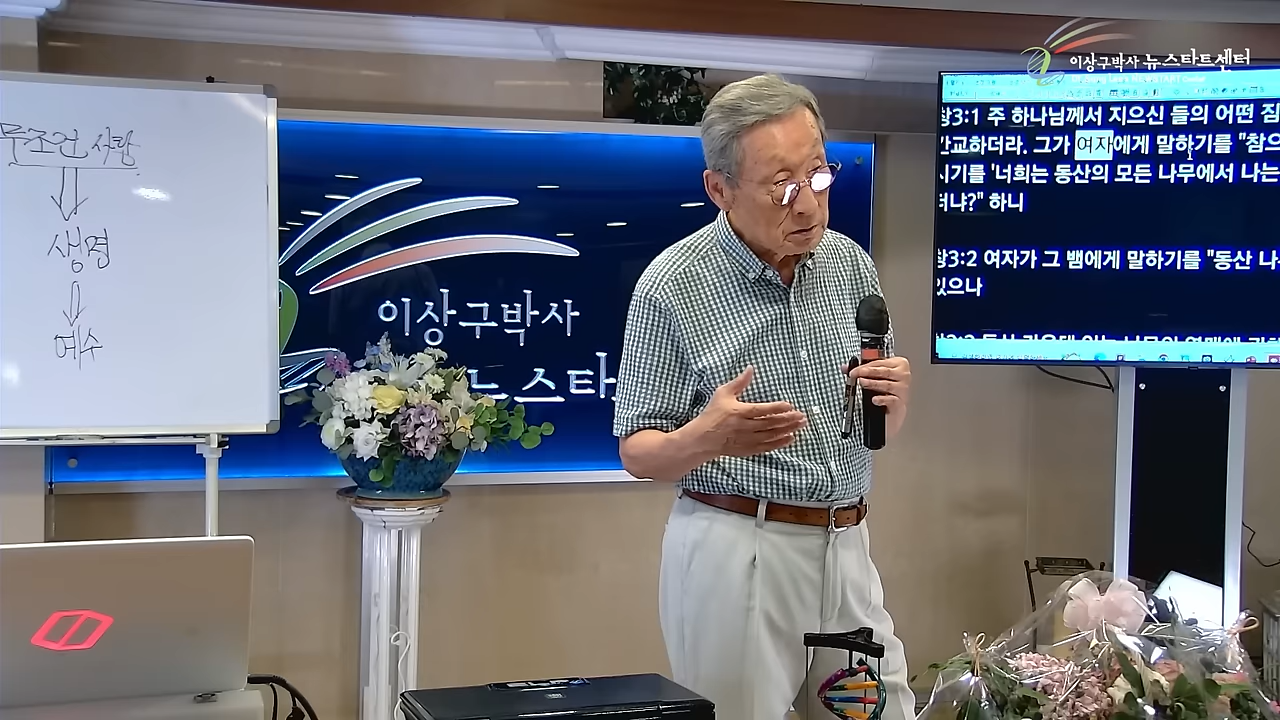 무조건 사랑
생명
예수
이상구박사
뉴스타
이상구박사 뉴스타트센터
창3:1 주 하나님께서 지으신 들의 어떤 짐
간교하더라. 그가 여자에게 말하기를 "참으
시기를 '너희는 동산의 모든 나무에서 나는
려냐?" 하니
창3:2 여자가 그 뱀에게 말하기를 "동산 나
있으나